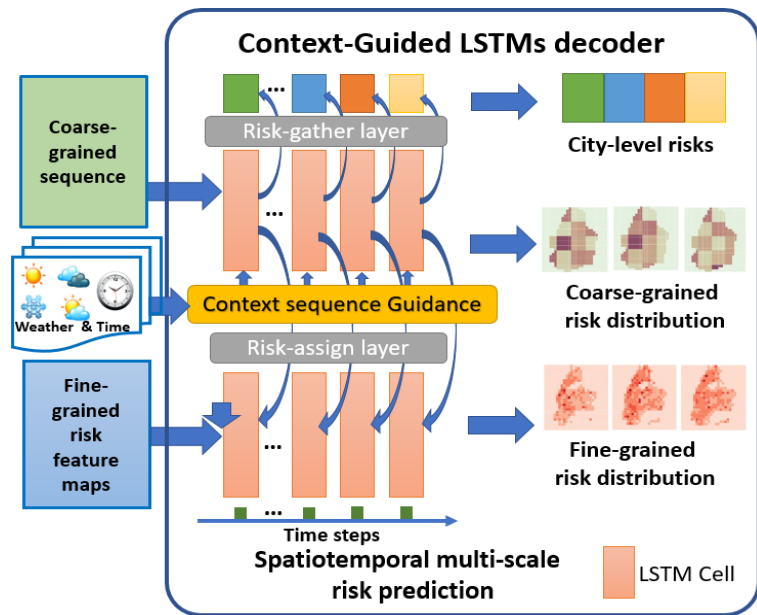 Context-Guided LSTMs decoder
Coarse-
grained
sequence
...
Risk-gather layer
City-level risks
...
Weather & Time
Context sequence Guidance
Coarse-grained
risk distribution
Risk-assign layer
Fine-
grained
risk
feature
maps
...
Fine-grained
risk distribution
...
Time steps
Spatiotemporal multi-scale
risk prediction
LSTM Cell